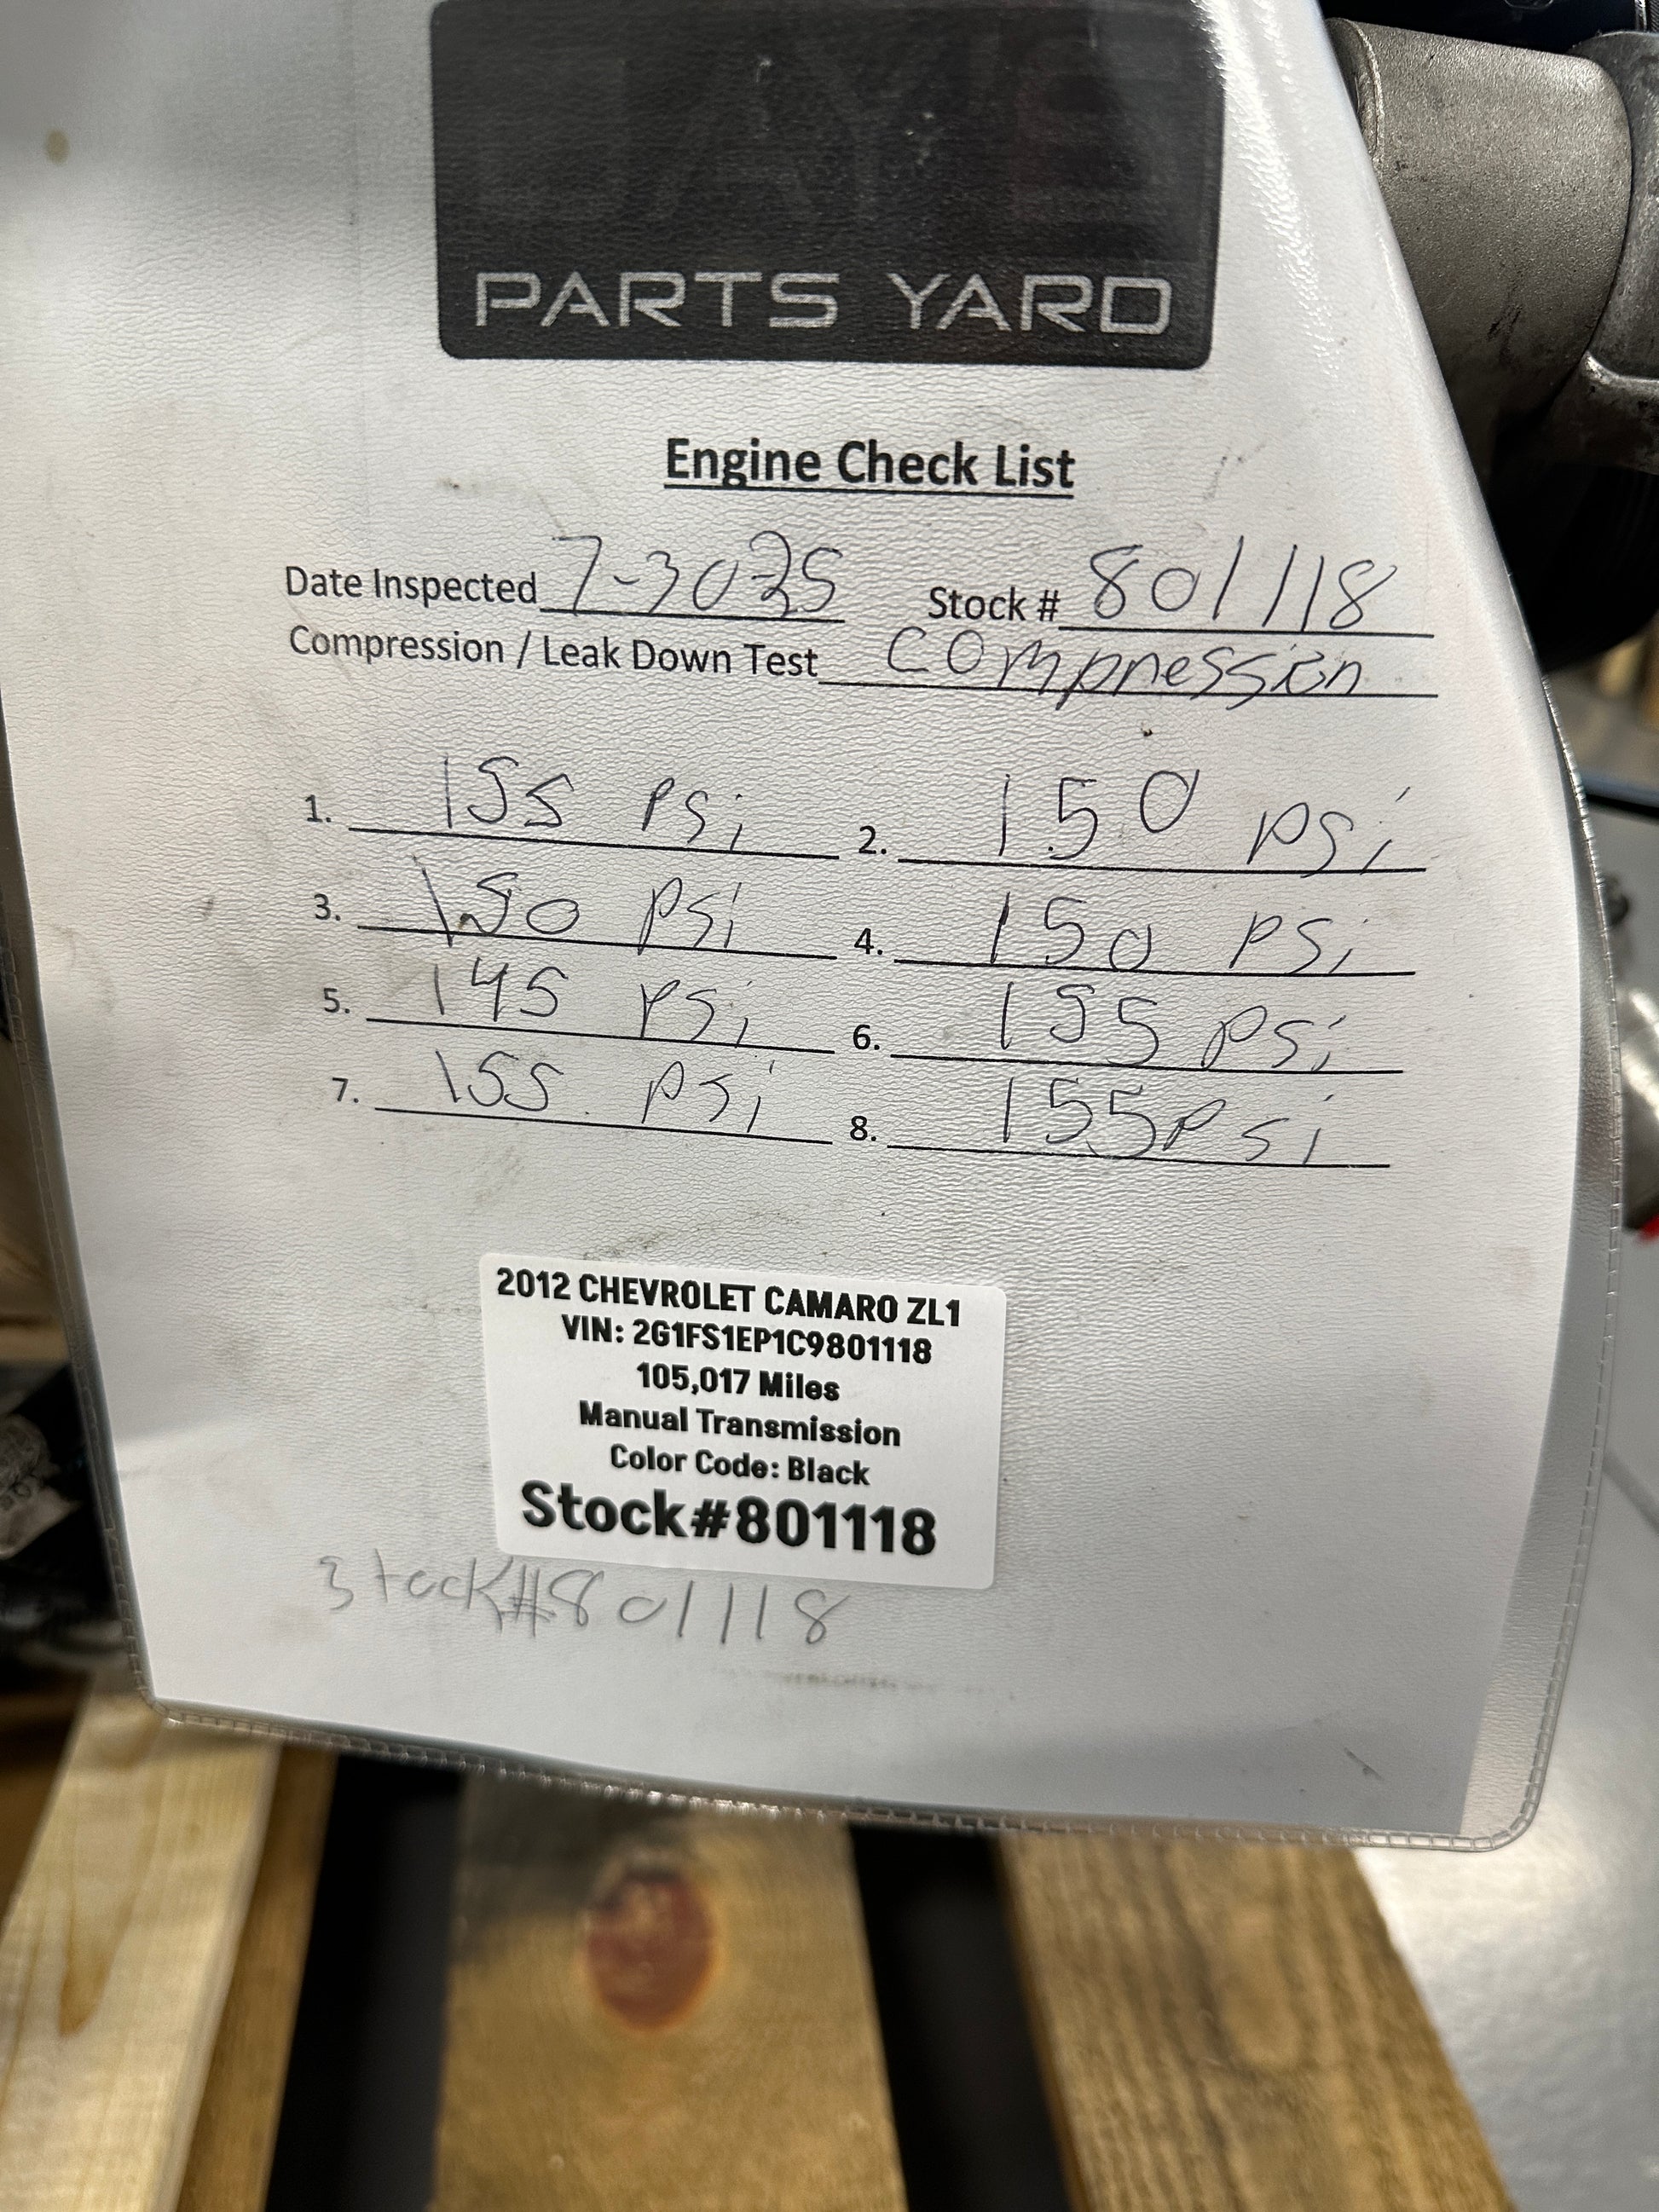 PARTS YARD
Engine Check List
Date Inspected 7-30-25 Stock # 801118
Compression / Leak Down Test Compression
1. 155 psi 2. 150 psi
3. 150 psi 4. 150 psi
5. 145 psi 6. 155 psi
7. 155 psi 8. 155 psi
2012 CHEVROLET CAMARO ZL1
VIN: 2G1FS1EP1C9801118
105,017 Miles
Manual Transmission
Color Code: Black
Stock#801118
Stock#801118